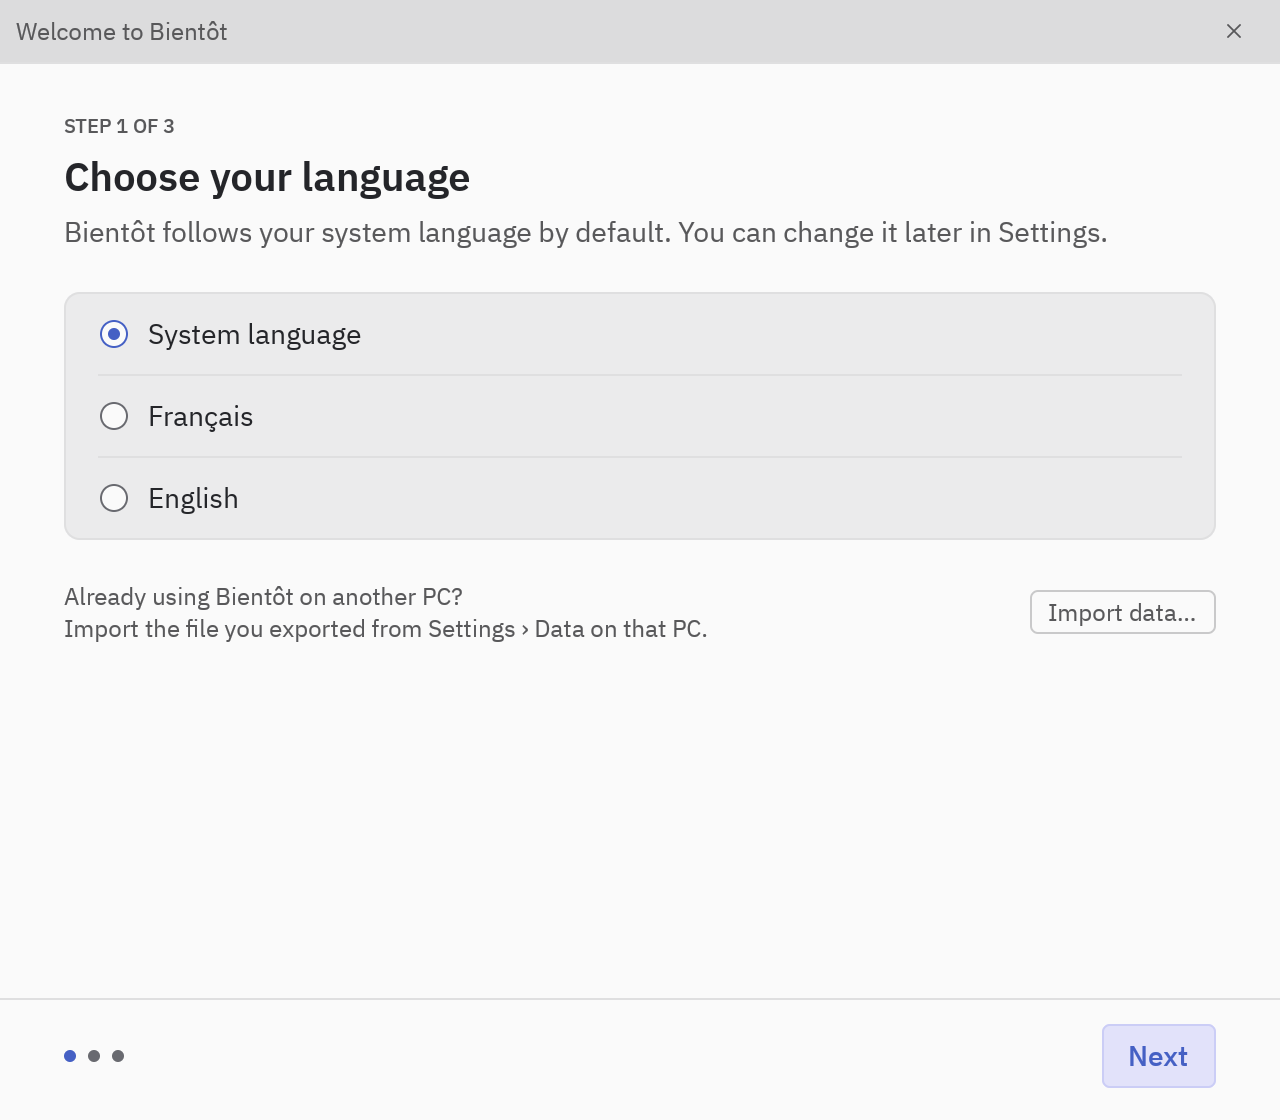 Welcome to Bientôt
STEP 1 OF 3
Choose your language
Bientôt follows your system language by default. You can change it later in Settings.
System language
Français
English
Already using Bientôt on another PC?
Import the file you exported from Settings › Data on that PC.
Import data...
Next